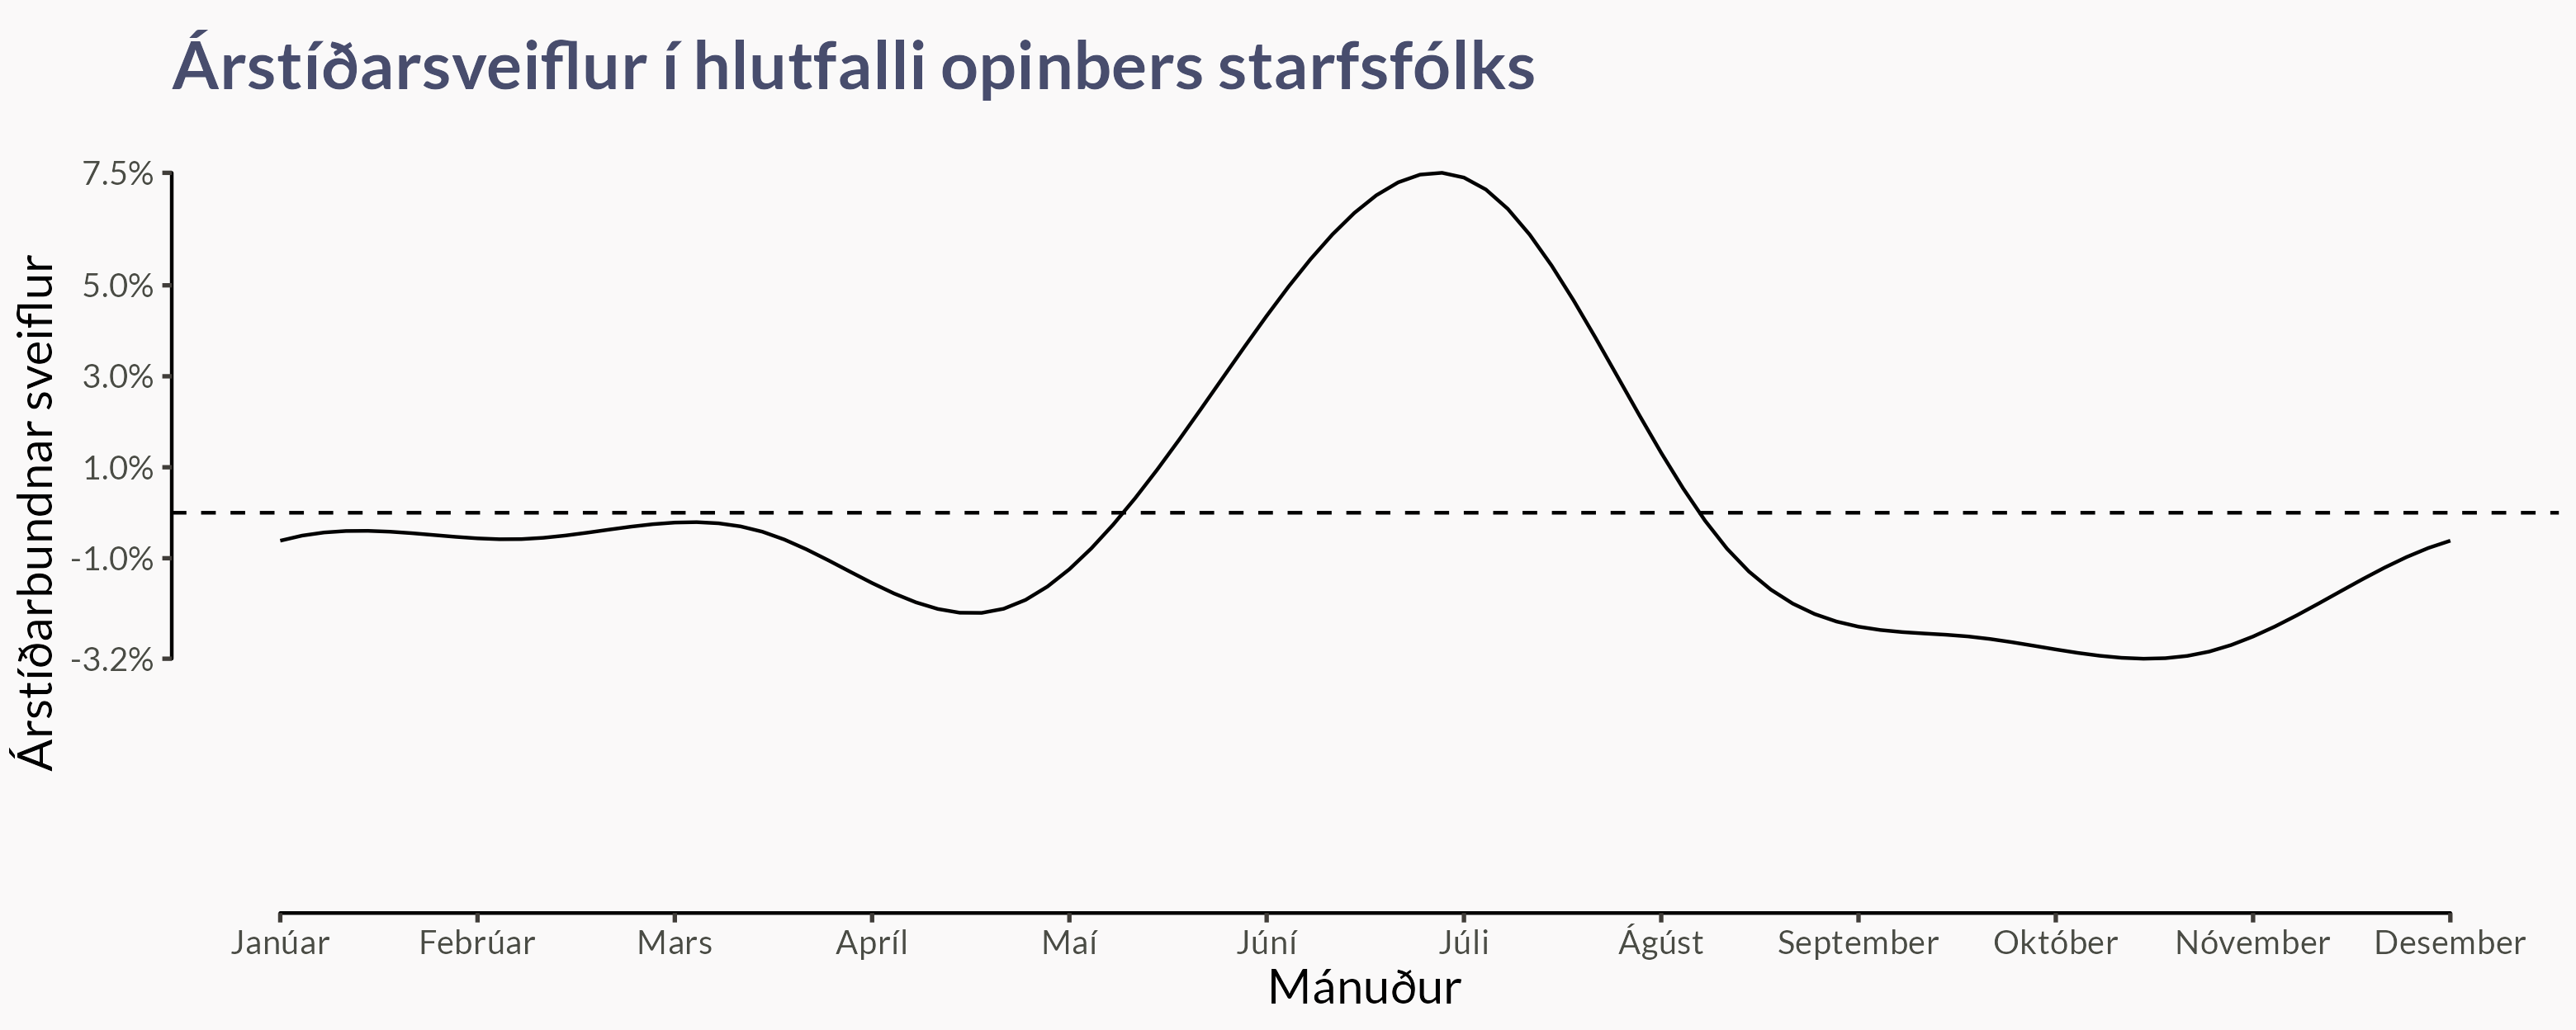 Árstíðarsveiflur í hlutfalli opinbers starfsfólks
Árstíðarbundnar sveiflur
7.5%
5.0%
3.0%
1.0%
-1.0%
-3.2%
Janúar Febrúar Mars Apríl Maí Júní Júli Ágúst September Október Nóvember Desember
Mánuður